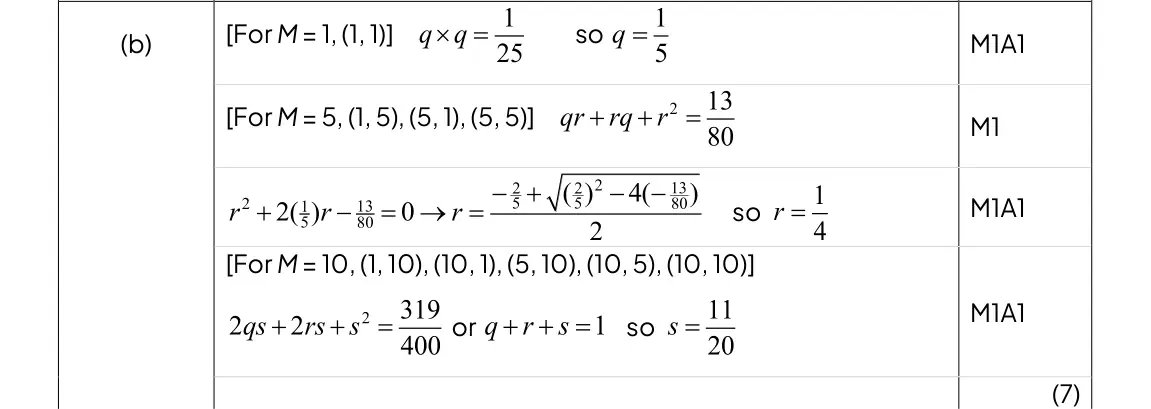 (b) [For M = 1, (1, 1)] q × q = 1/25 so q = 1/5 M1A1
[For M = 5, (1, 5), (5, 1), (5, 5)] qr + rq + r² = 13/80 M1
r² + 2(1/5)r − 13/80 = 0 → r = (−2/5 + √((2/5)² − 4(−13/80)))/2 so r = 1/4 M1A1
[For M = 10, (1, 10), (10, 1), (5, 10), (10, 5), (10, 10)]
2qs + 2rs + s² = 319/400 or q + r + s = 1 so s = 11/20 M1A1
(7)